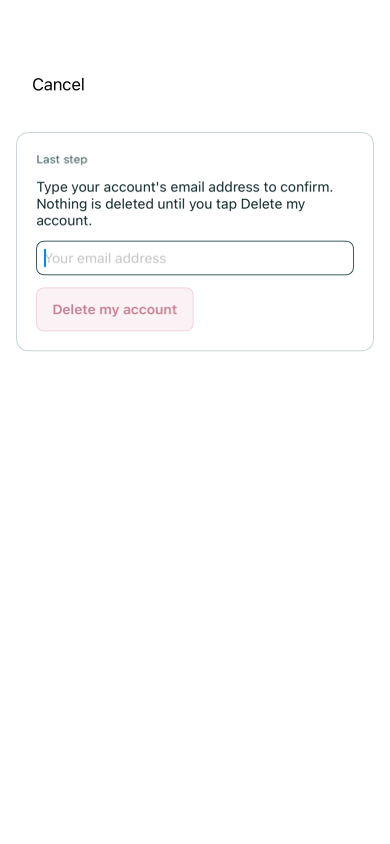 Cancel
Last step
Type your account's email address to confirm.
Nothing is deleted until you tap Delete my
account.
Your email address
Delete my account